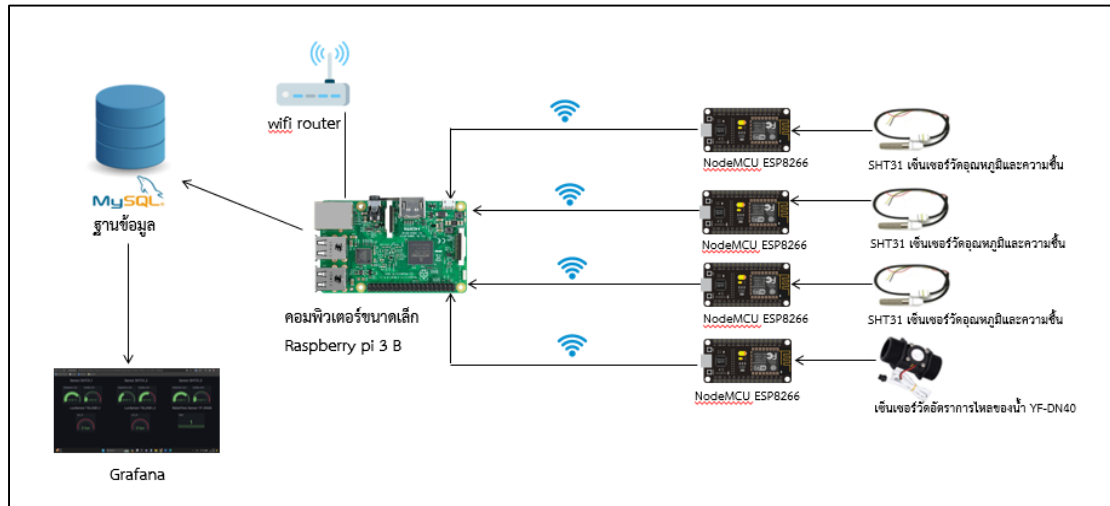 wifi router
MySQL
ฐานข้อมูล
คอมพิวเตอร์ขนาดเล็ก
Raspberry pi 3 B
Grafana
NodeMCU ESP8266
SHT31 เซ็นเซอร์วัดอุณหภูมิและความชื้น
NodeMCU ESP8266
SHT31 เซ็นเซอร์วัดอุณหภูมิและความชื้น
NodeMCU ESP8266
SHT31 เซ็นเซอร์วัดอุณหภูมิและความชื้น
NodeMCU ESP8266
เซ็นเซอร์วัดอัตราการไหลของน้ำ YF-DN40